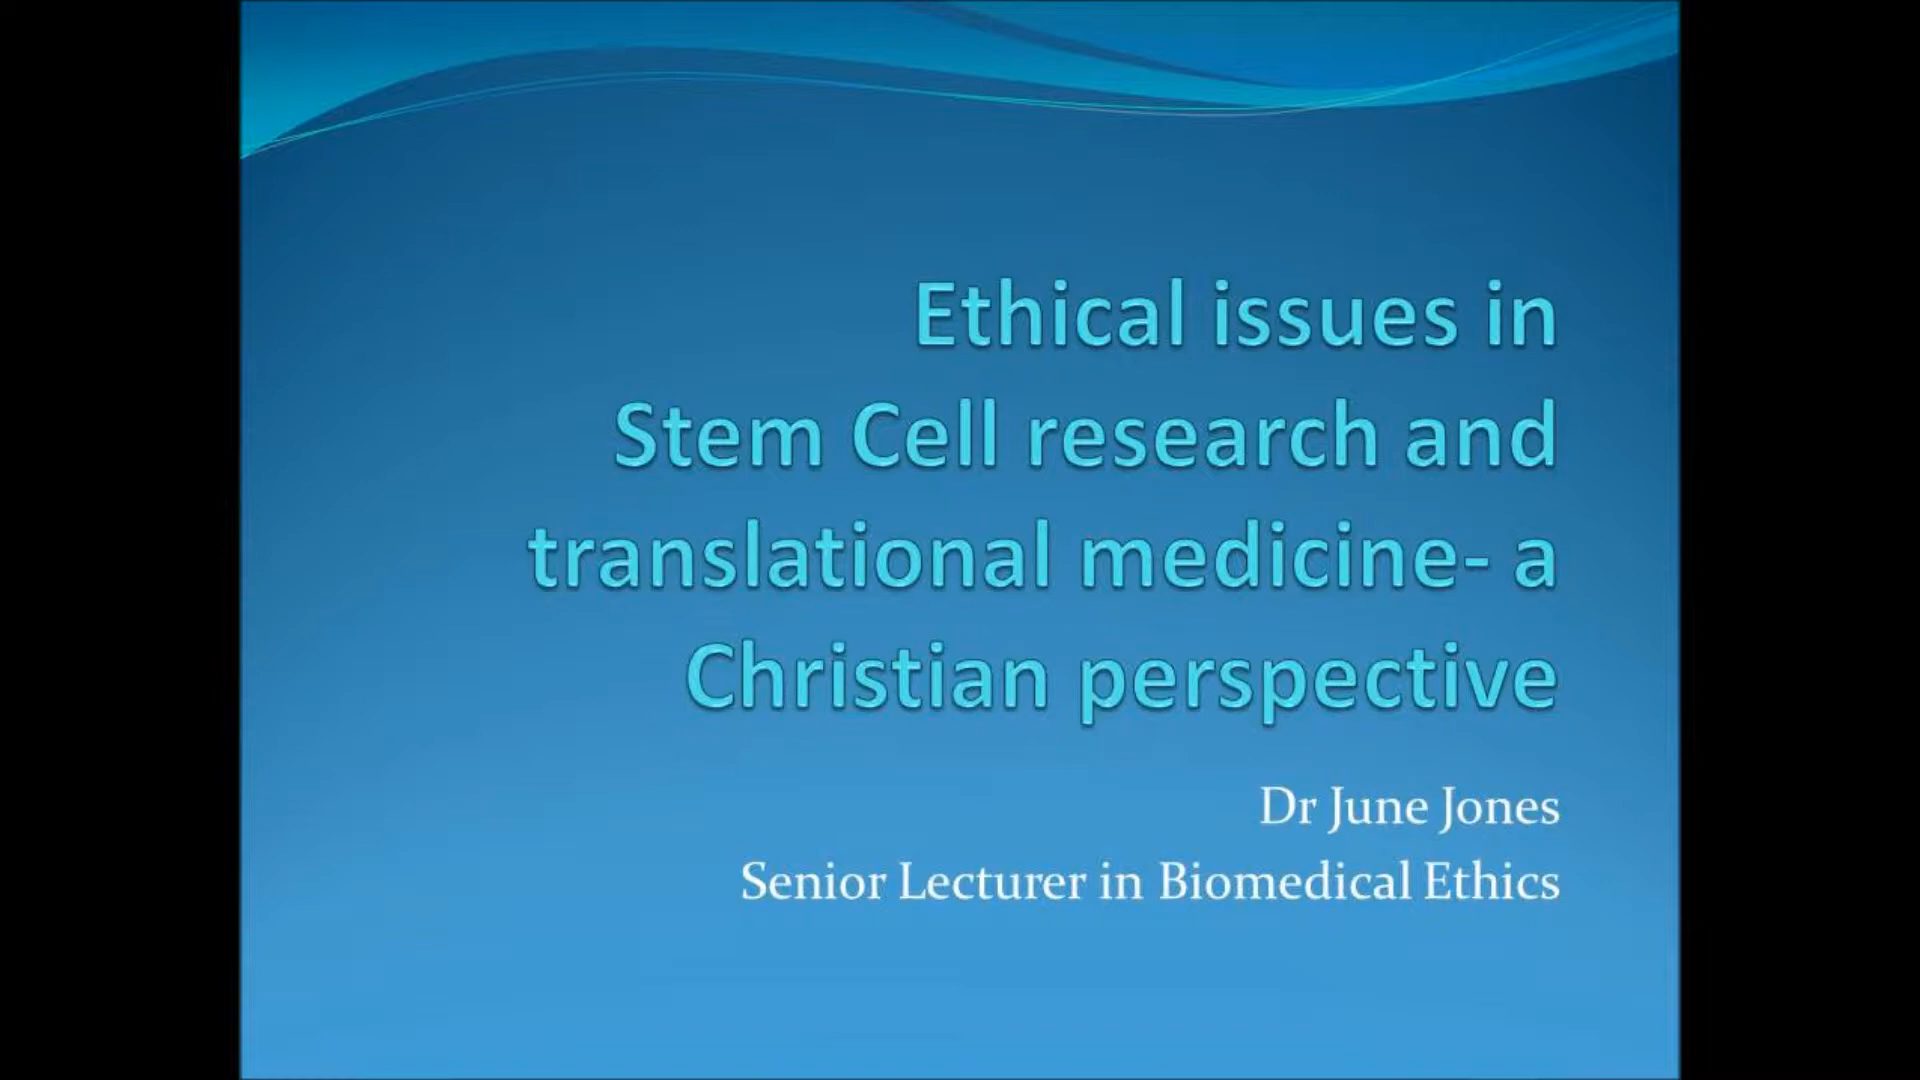 Ethical issues in
Stem Cell research and
translational medicine- a
Christian perspective
Dr June Jones
Senior Lecturer in Biomedical Ethics